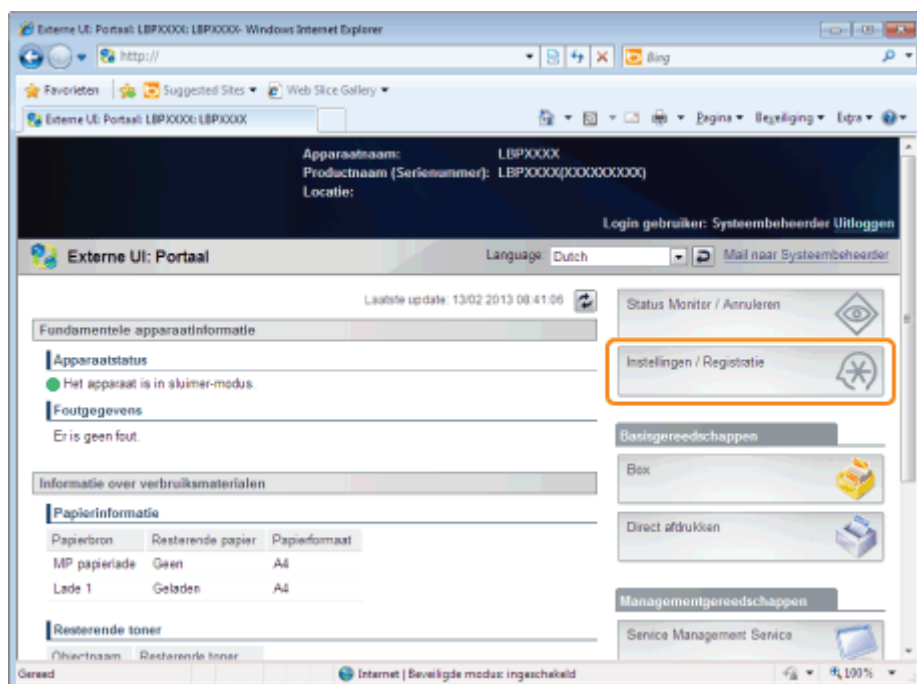 Externe UI: Portaal: LBPXXXX: LBPXXXX- Windows Internet Explorer
http://
Bing
Favorieten Suggested Sites Web Slice Gallery
Externe UI: Portaal: LBPXXXX: LBPXXXX
Pagina Beveiliging Extra
Apparaatnaam: LBPXXXX
Productnaam (Serienummer): LBPXXXX(XXXXXXXXX)
Locatie:
Login gebruiker: Systeembeheerder Uitloggen
Externe UI: Portaal
Language: Dutch
Mail naar Systeembeheerder
Laatste update: 13/02 2013 08:41:06
Fundamentele apparaatinformatie
Apparaatstatus
Het apparaat is in sluimer-modus.
Foutgegevens
Er is geen fout.
Informatie over verbruiksmaterialen
Papierinformatie
Papierbron Resterende papier Papierformaat
MP papierlade Geen A4
Lade 1 Geladen A4
Resterende toner
Objectnaam Resterende toner
Status Monitor / Annuleren
Instellingen / Registratie
Basisgereedschappen
Box
Direct afdrukken
Managementgereedschappen
Service Management Service
Gereed
Internet | Beveiligde modus: ingeschakeld
100%